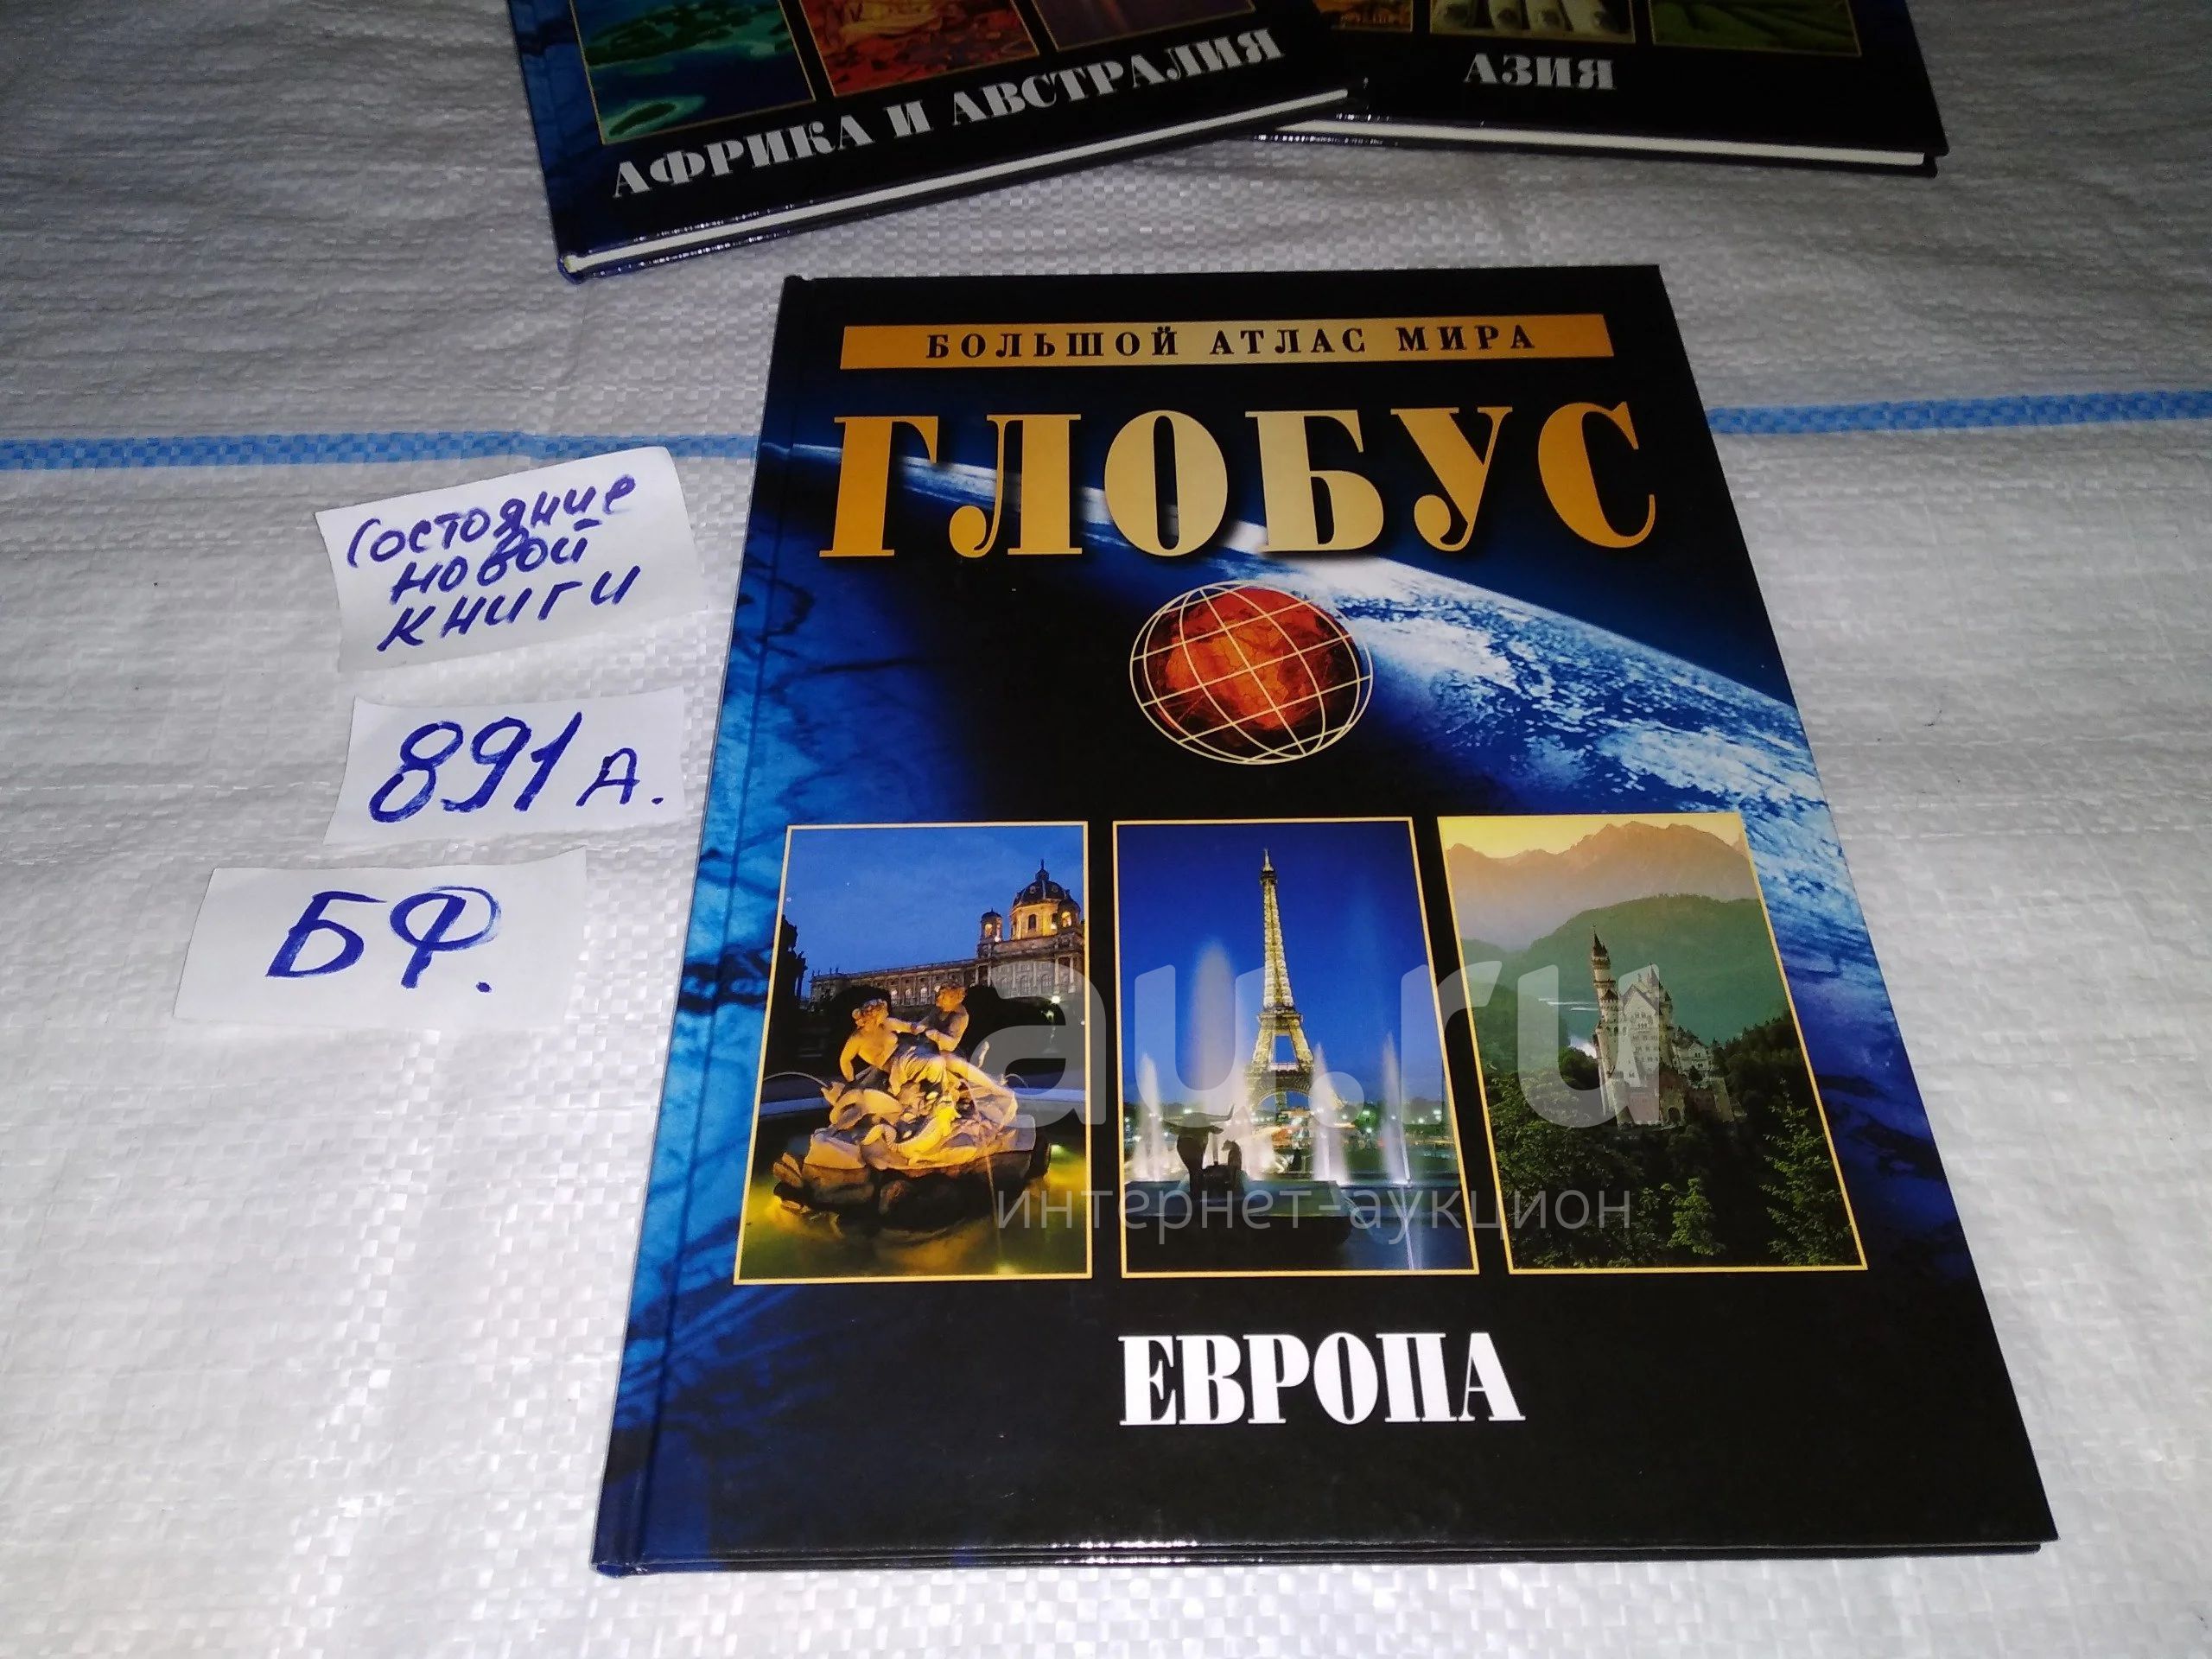 АФРИКА И АВСТРАЛИЯ
АЗИЯ
БОЛЬШОЙ АТЛАС МИРА
ГЛОБУС
Состояние
новой
книги
891 А.
БФ.
au.ru
интернет-аукцион
ЕВРОПА